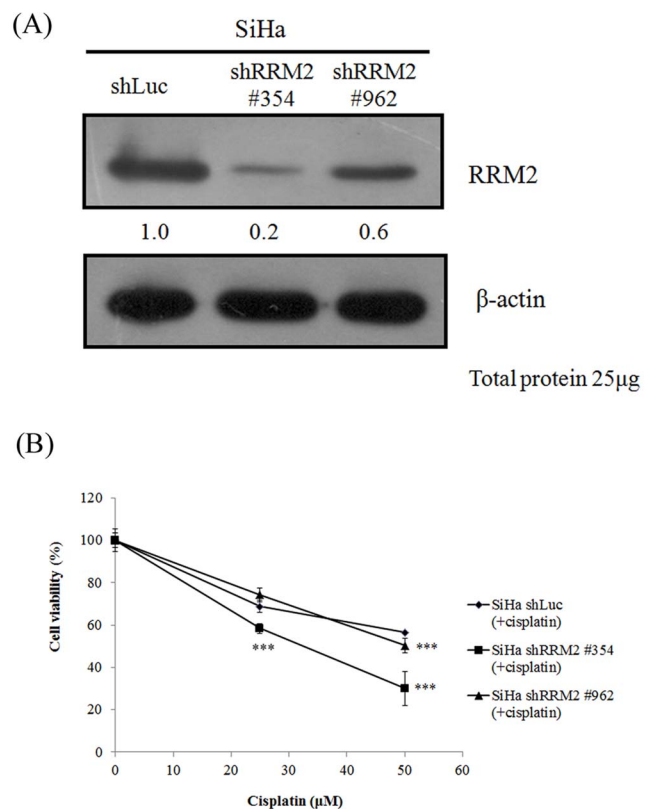 (A)
SiHa
shLuc
shRRM2
#354
shRRM2
#962
RRM2
1.0 0.2 0.6
β-actin
Total protein 25μg
(B)
120
100
80
60
40
20
0
0 10 20 30 40 50 60
Cell viability (%)
Cisplatin (μM)
***
***
***
SiHa shLuc
(+cisplatin)
SiHa shRRM2 #354
(+cisplatin)
SiHa shRRM2 #962
(+cisplatin)